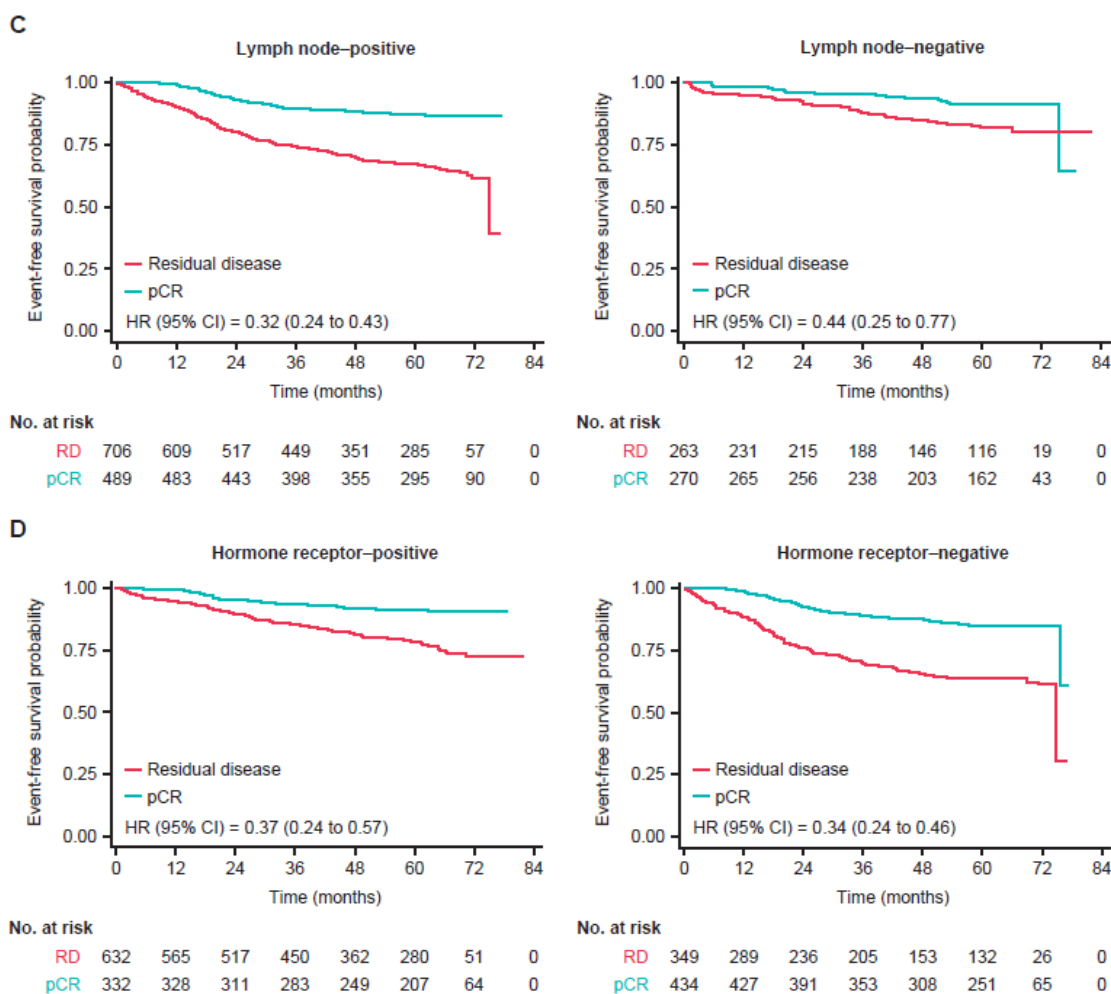 C
Lymph node–positive
Event-free survival probability
1.00
0.75
0.50
0.25
0.00
Residual disease
pCR
HR (95% CI) = 0.32 (0.24 to 0.43)
0 12 24 36 48 60 72 84
Time (months)
No. at risk
RD 706 609 517 449 351 285 57 0
pCR 489 483 443 398 355 295 90 0
Lymph node–negative
Event-free survival probability
1.00
0.75
0.50
0.25
0.00
Residual disease
pCR
HR (95% CI) = 0.44 (0.25 to 0.77)
0 12 24 36 48 60 72 84
Time (months)
No. at risk
RD 263 231 215 188 146 116 19 0
pCR 270 265 256 238 203 162 43 0
D
Hormone receptor–positive
Event-free survival probability
1.00
0.75
0.50
0.25
0.00
Residual disease
pCR
HR (95% CI) = 0.37 (0.24 to 0.57)
0 12 24 36 48 60 72 84
Time (months)
No. at risk
RD 632 565 517 450 362 280 51 0
pCR 332 328 311 283 249 207 64 0
Hormone receptor–negative
Event-free survival probability
1.00
0.75
0.50
0.25
0.00
Residual disease
pCR
HR (95% CI) = 0.34 (0.24 to 0.46)
0 12 24 36 48 60 72 84
Time (months)
No. at risk
RD 349 289 236 205 153 132 26 0
pCR 434 427 391 353 308 251 65 0